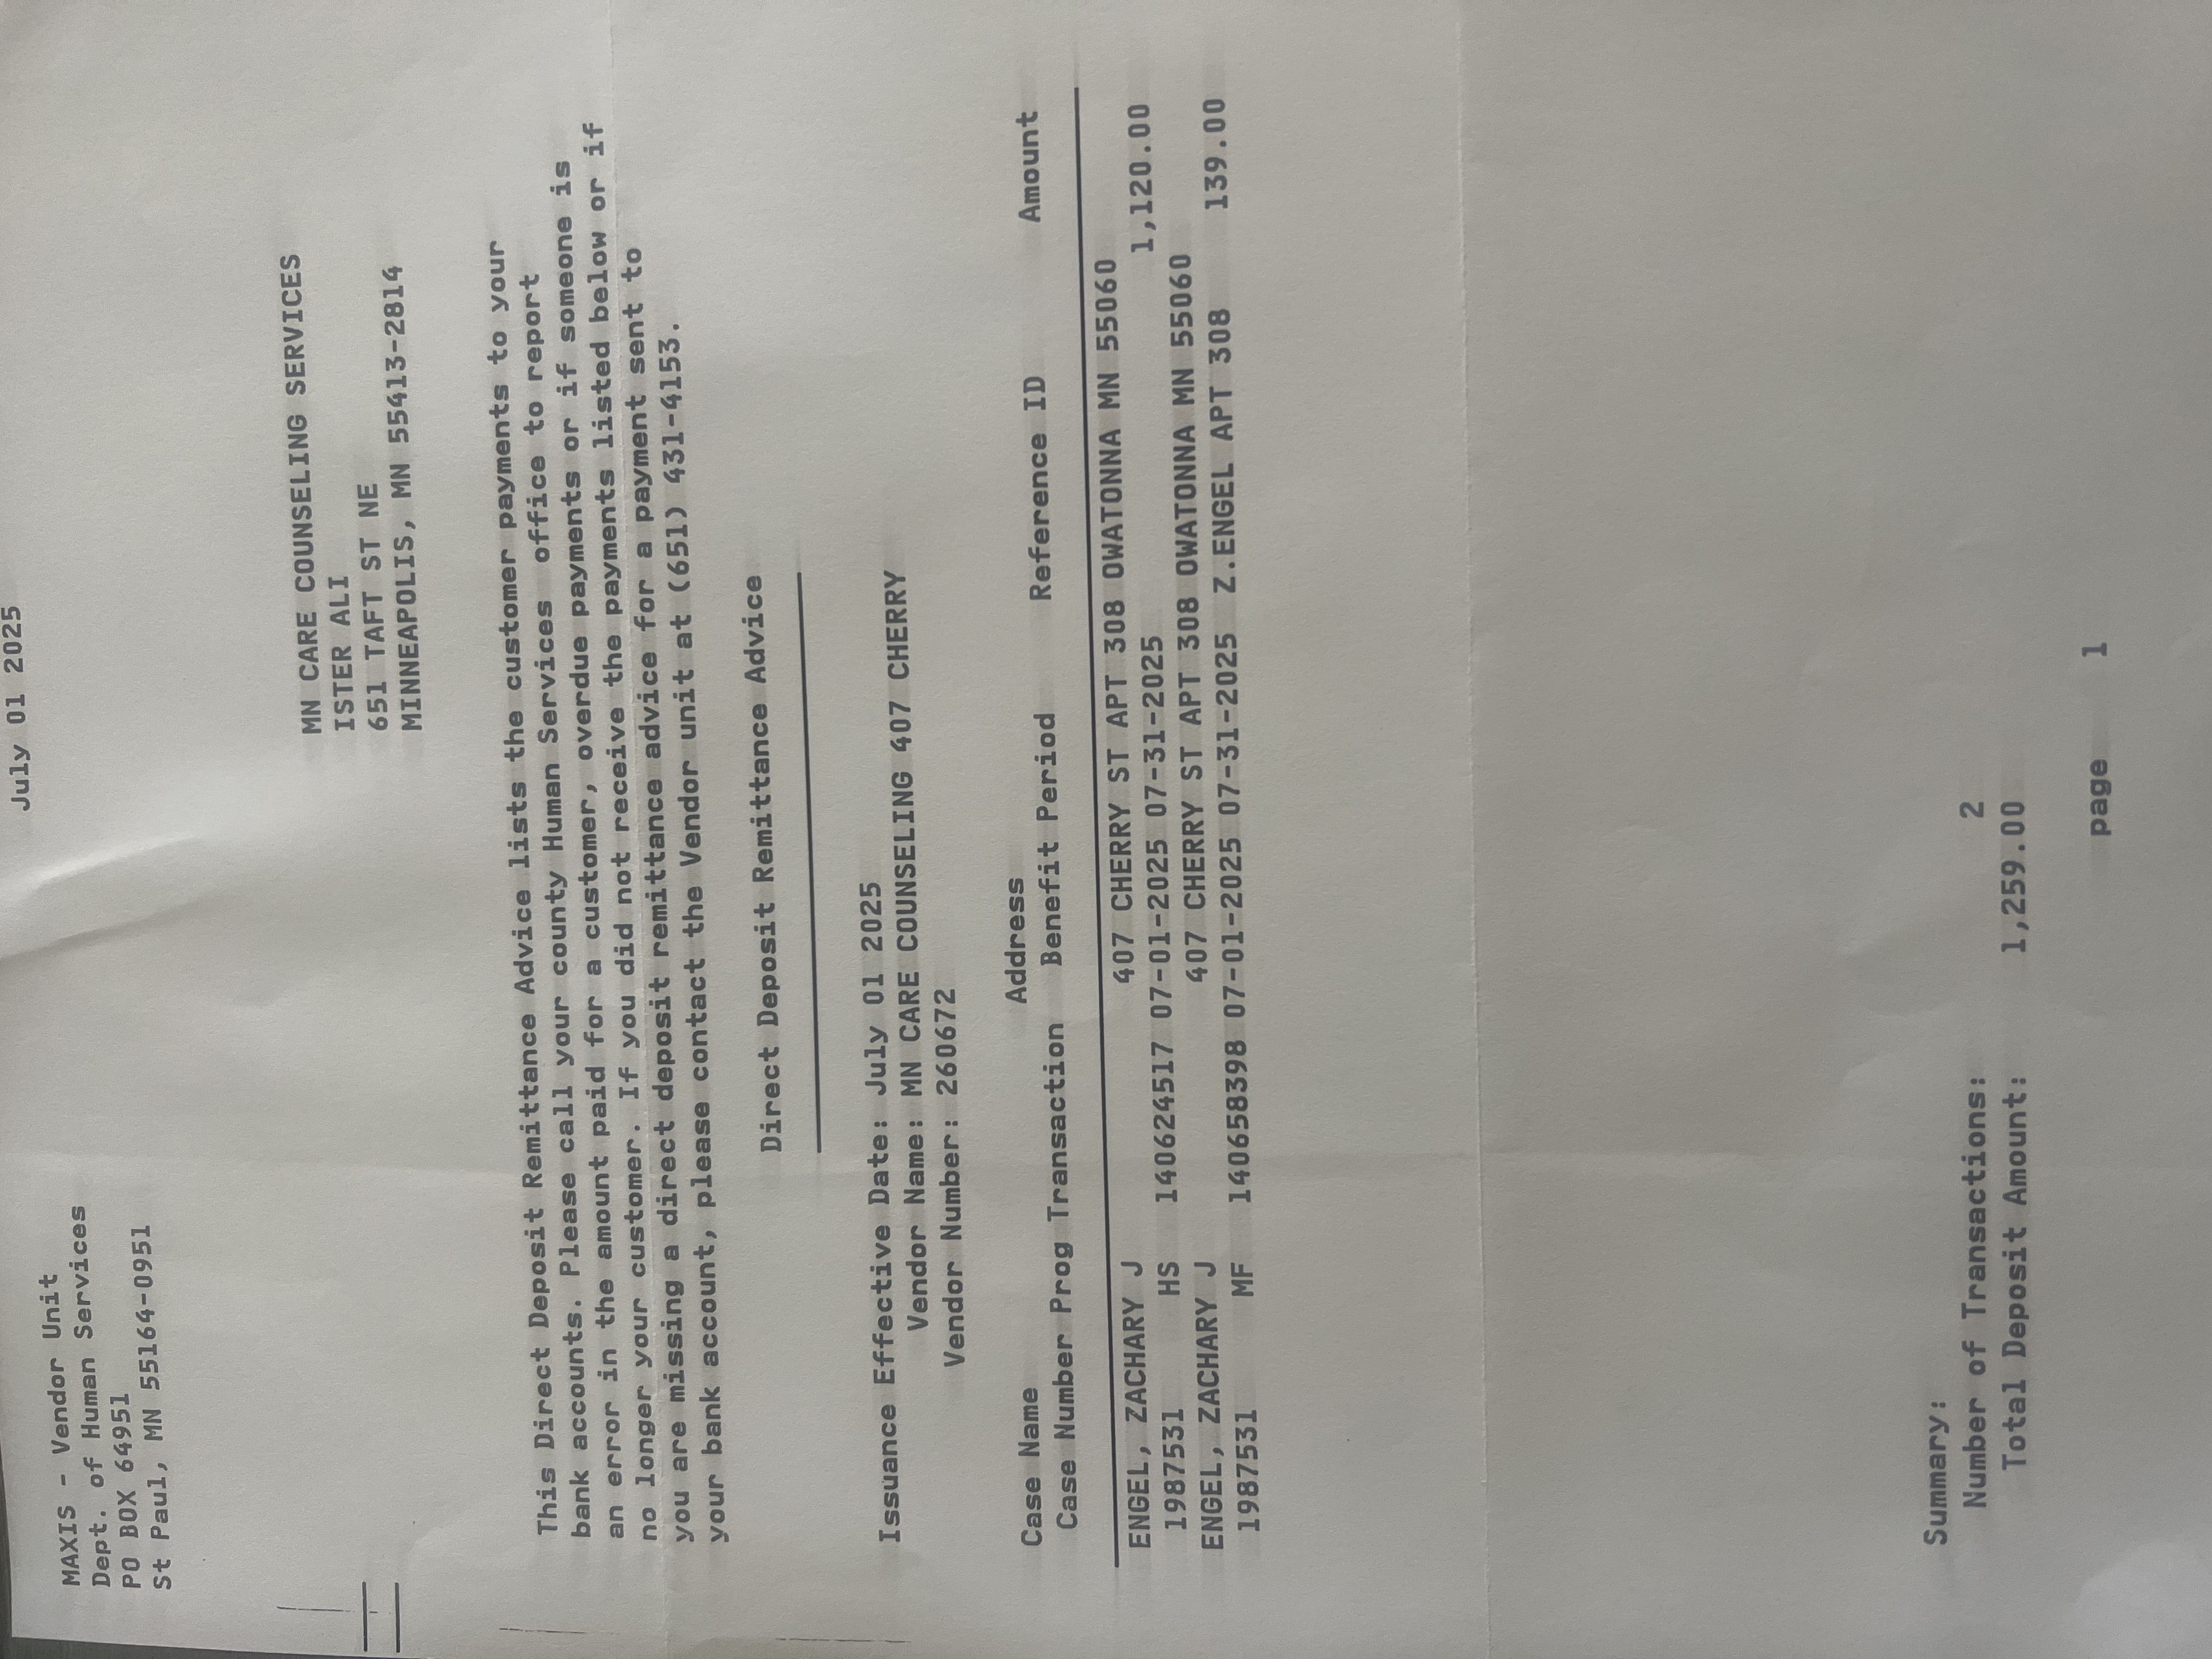 July 01 2025
MAXIS - Vendor Unit
Dept. of Human Services
PO BOX 64951
St Paul, MN 55164-0951
MN CARE COUNSELING SERVICES
ISTER ALI
651 TAFT ST NE
MINNEAPOLIS, MN 55413-2814
This Direct Deposit Remittance Advice lists the customer payments to your
bank accounts. Please call your county Human Services  office to report
an error in the amount paid for a customer, overdue payments or if someone is
no longer your customer. If you did not receive the payments listed below or if
you are missing a direct deposit remittance advice for a payment sent to
your bank account, please contact the Vendor unit at (651) 431-4153.
Direct Deposit Remittance Advice
Issuance Effective Date: July 01 2025
Vendor Name: MN CARE COUNSELING 407 CHERRY
Vendor Number: 260672
Case Name Address
Case Number Prog Transaction Benefit Period Reference ID Amount
ENGEL, ZACHARY J 407 CHERRY ST APT 308 OWATONNA MN 55060
1987531 HS 140624517 07-01-2025 07-31-2025 1,120.00
ENGEL, ZACHARY J 407 CHERRY ST APT 308 OWATONNA MN 55060
1987531 MF 140658398 07-01-2025 07-31-2025 Z.ENGEL APT 308 139.00
Summary:
Number of Transactions: 2
Total Deposit Amount: 1,259.00
page 1